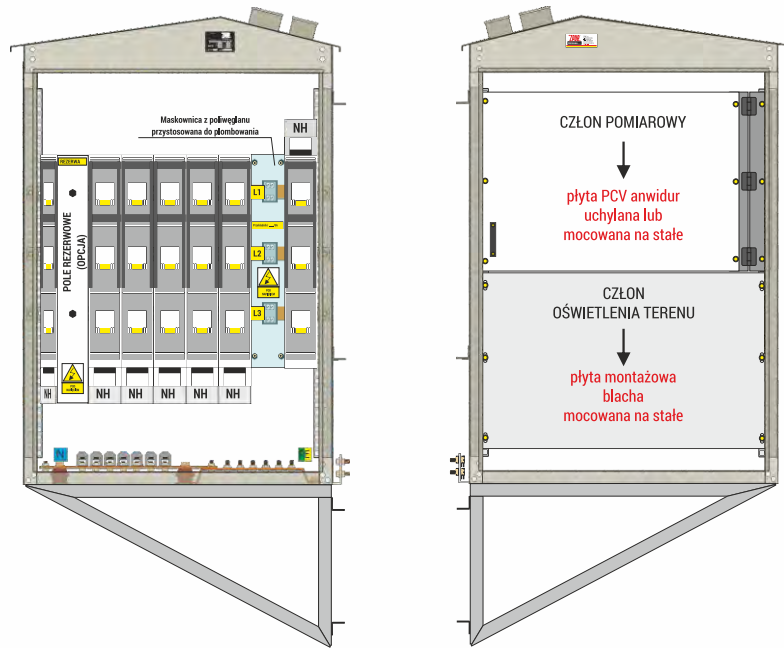 Maskownica z poliwęglanu
przystosowana do plombowania
NH
REZERWA
POLE REZERWOWE
(OPCJA)
L1
L2
L3
NH
NH
NH
NH
NH
NH
N
CZŁON POMIAROWY
płyta PCV anwidur
uchylana lub
mocowana na stałe
CZŁON
OŚWIETLENIA TERENU
płyta montażowa
blacha
mocowana na stałe